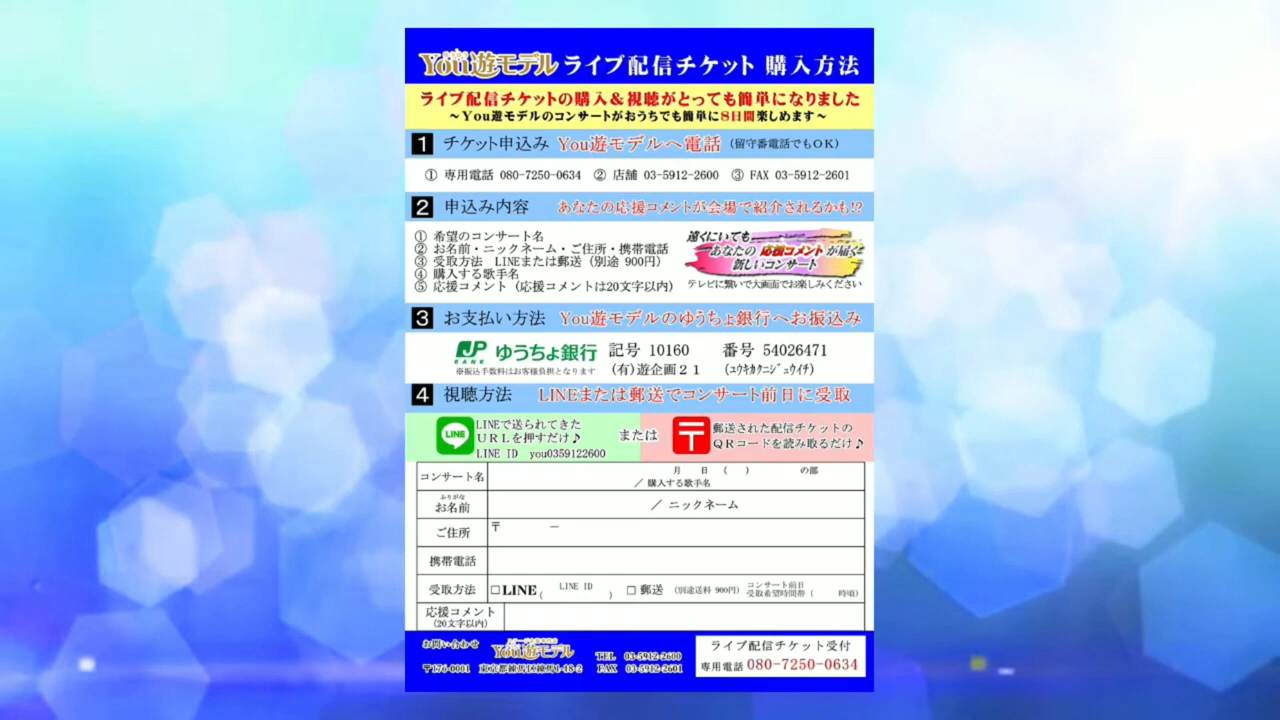 You遊モデル ライブ配信チケット 購入方法
ライブ配信チケットの購入＆視聴がとっても簡単になりました
～You遊モデルのコンサートがおうちでも簡単に8日間楽しめます～
1 チケット申込み You遊モデルへ電話 (留守番電話でもOK)
① 専用電話 080-7250-0634 ② 店舗 03-5912-2600 ③ FAX 03-5912-2601
2 申込み内容 あなたの応援コメントが会場で紹介されるかも!?
① 希望のコンサート名
② お名前・ニックネーム・ご住所・携帯電話
③ 受取方法 LINEまたは郵送（別途 900円）
④ 購入する歌手名
⑤ 応援コメント（応援コメントは20文字以内）
遠くにいても
あなたの 応援コメント が届く
新しいコンサート
テレビに繋いで大画面でお楽しみください
3 お支払い方法 You遊モデルのゆうちょ銀行へお振込み
JP BANK ゆうちょ銀行 記号 10160 番号 54026471
※振込手数料はお客様負担となります (有)遊企画２１ (ﾕｳｷｶｸﾆｼﾞｭｳｲﾁ)
4 視聴方法 LINEまたは郵送でコンサート前日に受取
LINE
LINEで送られてきた
ＵＲＬを押すだけ♪
LINE ID you0359122600
または
〒
郵送された配信チケットの
ＱＲコードを読み取るだけ♪
コンサート名 月 日 （ ） の部
／ 購入する歌手名
ふりがな
お名前 ／ ニックネーム
ご住所 〒 －
携帯電話
受取方法 □LINE( LINE ID ) □ 郵送 (別途送料 900円) コンサート前日
受取希望時間帯 ( 時頃)
応援コメント
(20文字以内)
お問い合わせ You遊モデル TEL 03-5912-2600
〒176-0001 東京都練馬区練馬1-18-2 FAX 03-5912-2601
ライブ配信チケット受付
専用電話 080-7250-0634